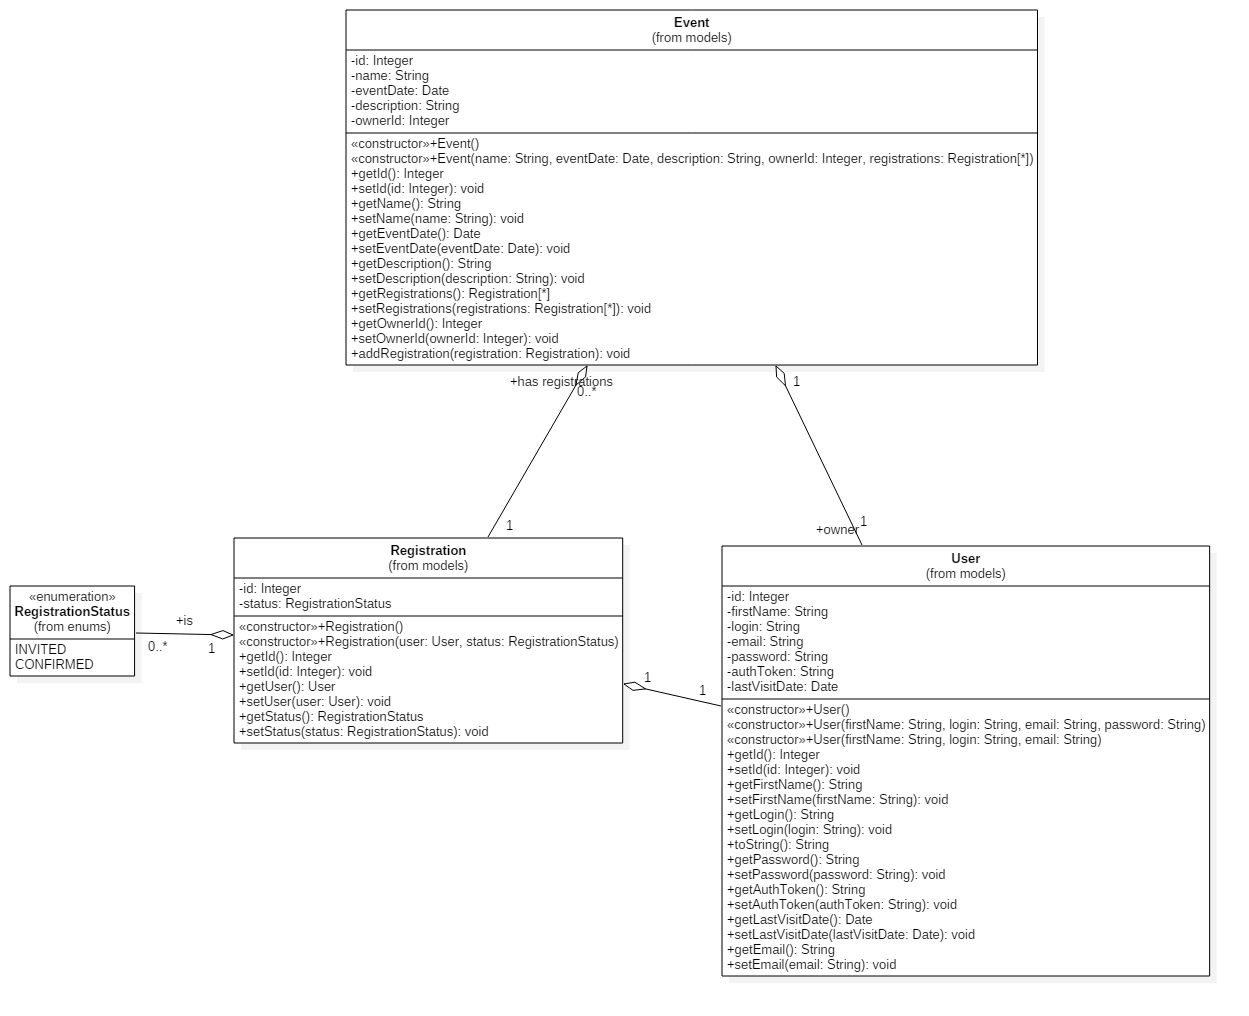 Event
(from models)
-id: Integer
-name: String
-eventDate: Date
-description: String
-ownerId: Integer
«constructor»+Event()
«constructor»+Event(name: String, eventDate: Date, description: String, ownerId: Integer, registrations: Registration[*])
+getId(): Integer
+setId(id: Integer): void
+getName(): String
+setName(name: String): void
+getEventDate(): Date
+setEventDate(eventDate: Date): void
+getDescription(): String
+setDescription(description: String): void
+getRegistrations(): Registration[*]
+setRegistrations(registrations: Registration[*]): void
+getOwnerId(): Integer
+setOwnerId(ownerId: Integer): void
+addRegistration(registration: Registration): void
+has registrations
0..*
1
1
1
+owner
Registration
(from models)
-id: Integer
-status: RegistrationStatus
«constructor»+Registration()
«constructor»+Registration(user: User, status: RegistrationStatus)
+getId(): Integer
+setId(id: Integer): void
+getUser(): User
+setUser(user: User): void
+getStatus(): RegistrationStatus
+setStatus(status: RegistrationStatus): void
«enumeration»
RegistrationStatus
(from enums)
INVITED
CONFIRMED
+is
0..*
1
1
1
User
(from models)
-id: Integer
-firstName: String
-login: String
-email: String
-password: String
-authToken: String
-lastVisitDate: Date
«constructor»+User()
«constructor»+User(firstName: String, login: String, email: String, password: String)
«constructor»+User(firstName: String, login: String, email: String)
+getId(): Integer
+setId(id: Integer): void
+getFirstName(): String
+setFirstName(firstName: String): void
+getLogin(): String
+setLogin(login: String): void
+toString(): String
+getPassword(): String
+setPassword(password: String): void
+getAuthToken(): String
+setAuthToken(authToken: String): void
+getLastVisitDate(): Date
+setLastVisitDate(lastVisitDate: Date): void
+getEmail(): String
+setEmail(email: String): void